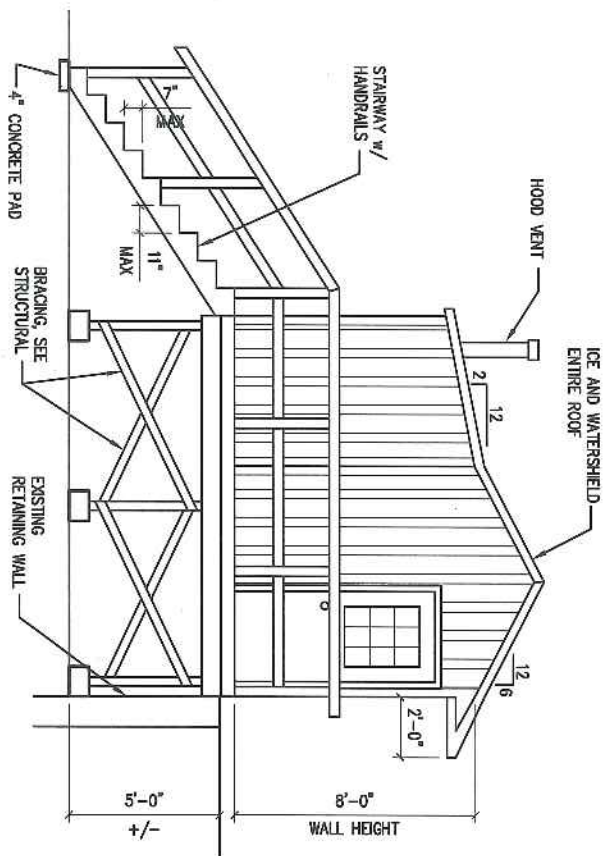 HOOD VENT
ICE AND WATERSHIELD
ENTIRE ROOF
STAIRWAY w/
HANDRAILS
2
12
12
6
2'-0"
7"
MAX
11"
MAX
8'-0"
WALL HEIGHT
5'-0"
+/-
4" CONCRETE PAD
BRACING, SEE
STRUCTURAL
EXISTING
RETAINING WALL